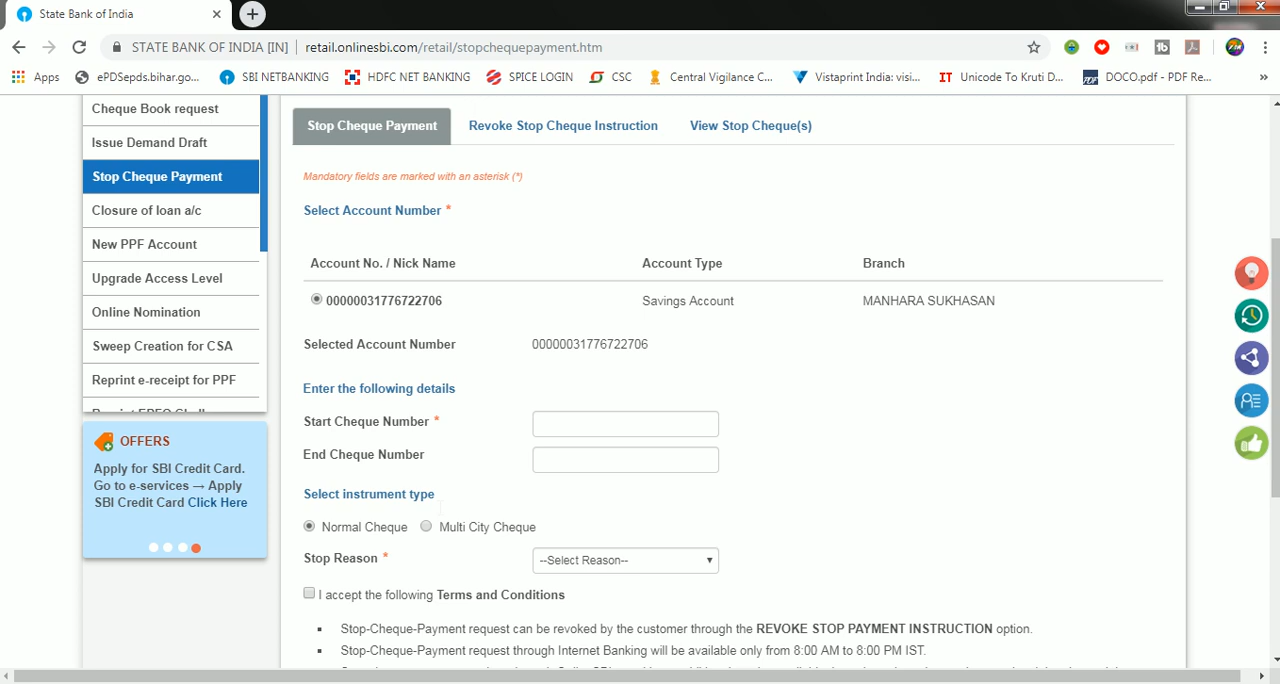 State Bank of India
STATE BANK OF INDIA [IN] retail.onlinesbi.com/retail/stopchequepayment.htm
Apps ePDSepds.bihar.go... SBI NETBANKING HDFC NET BANKING SPICE LOGIN CSC Central Vigilance C... Vistaprint India: visi... IT Unicode To Kruti D... DOCO.pdf - PDF Re... »
Cheque Book request
Issue Demand Draft
Stop Cheque Payment
Closure of loan a/c
New PPF Account
Upgrade Access Level
Online Nomination
Sweep Creation for CSA
Reprint e-receipt for PPF
OFFERS
Apply for SBI Credit Card.
Go to e-services → Apply
SBI Credit Card Click Here
Stop Cheque Payment Revoke Stop Cheque Instruction View Stop Cheque(s)
Mandatory fields are marked with an asterisk (*)
Select Account Number *
Account No. / Nick Name Account Type Branch
00000031776722706 Savings Account MANHARA SUKHASAN
Selected Account Number 00000031776722706
Enter the following details
Start Cheque Number *
End Cheque Number
Select instrument type
Normal Cheque Multi City Cheque
Stop Reason * --Select Reason--
I accept the following Terms and Conditions
▪ Stop-Cheque-Payment request can be revoked by the customer through the REVOKE STOP PAYMENT INSTRUCTION option.
▪ Stop-Cheque-Payment request through Internet Banking will be available only from 8:00 AM to 8:00 PM IST.